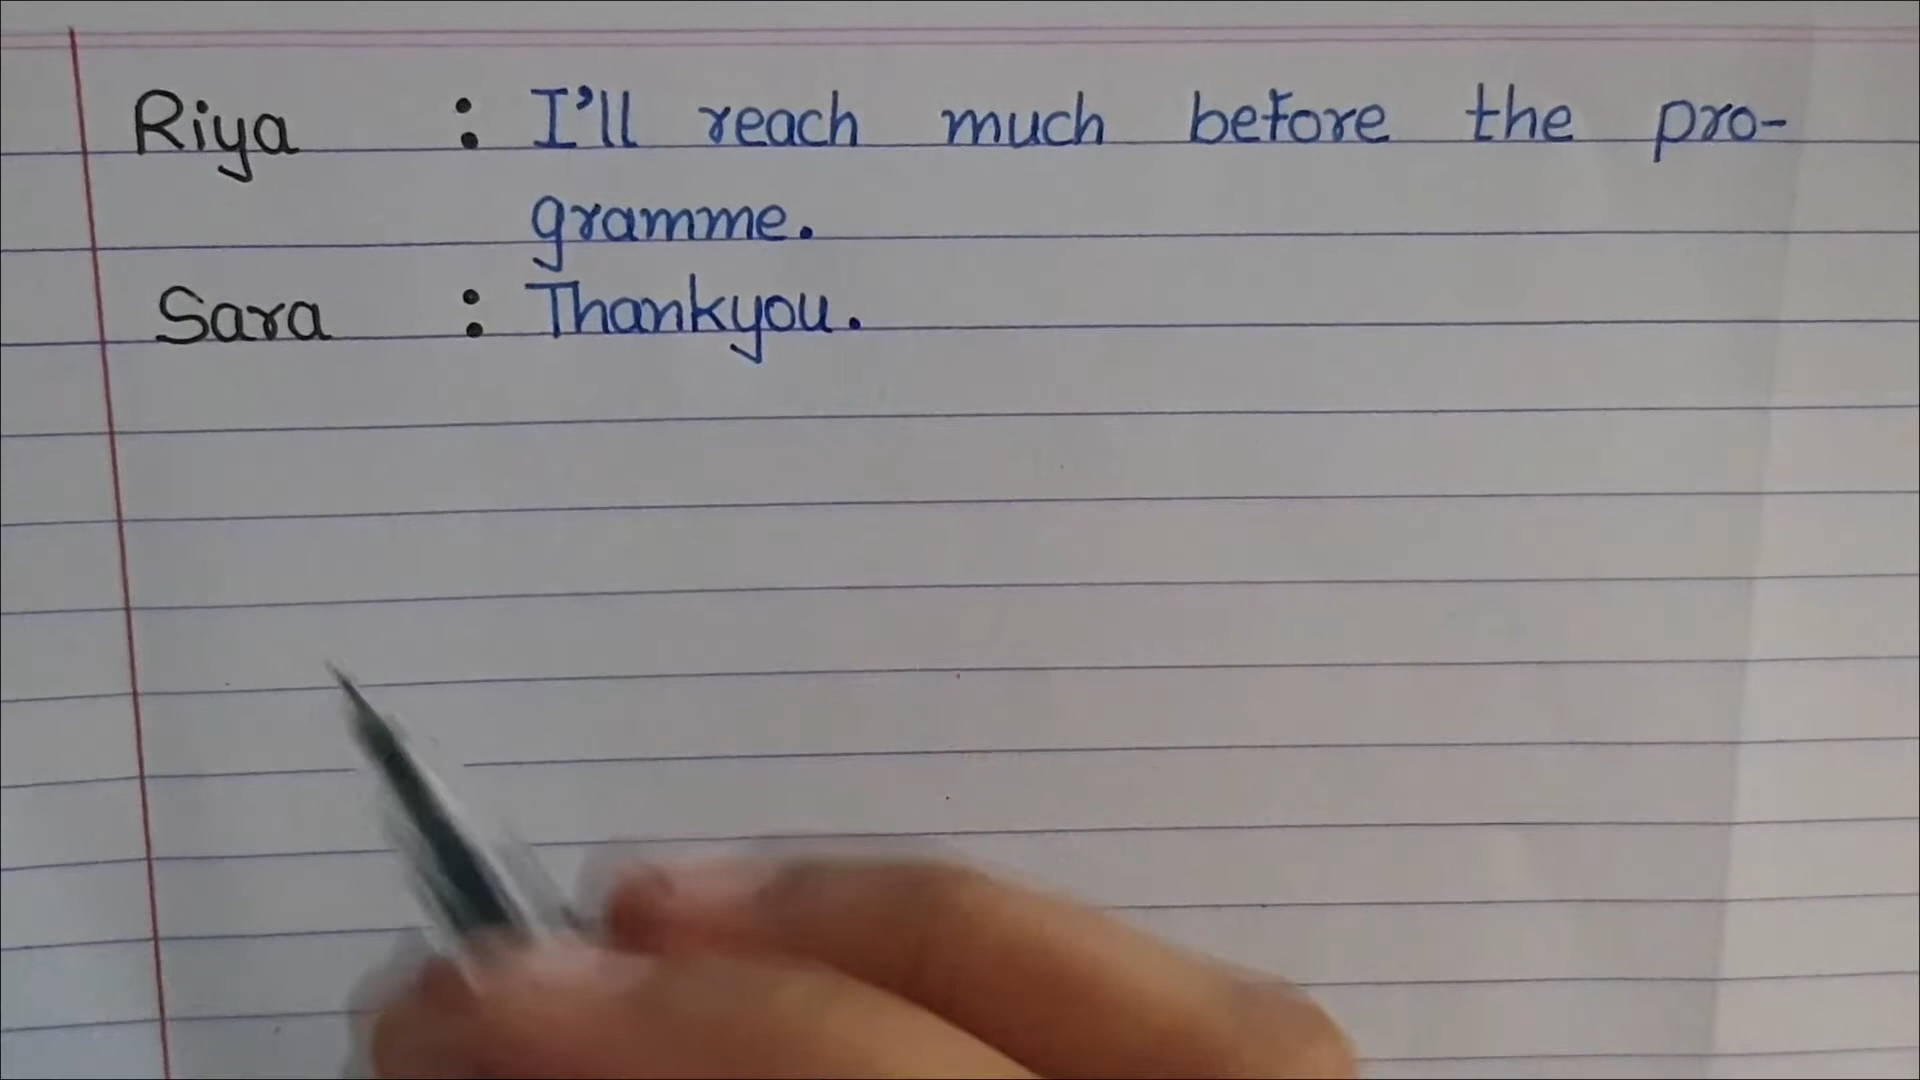 Riya : I'll reach much before the pro-
gramme.
Sara : Thankyou.